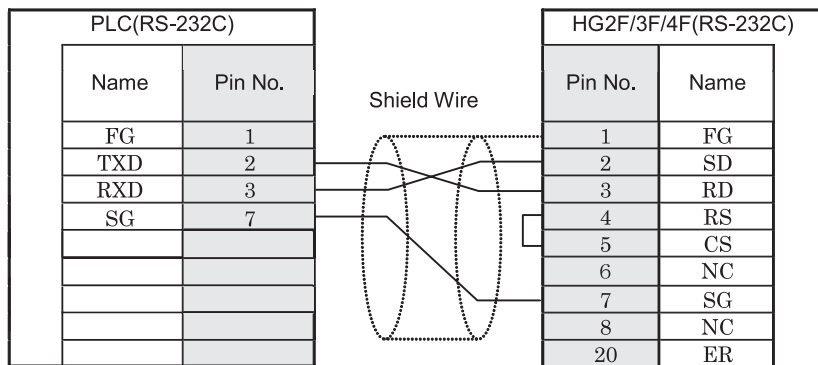 PLC(RS-232C)
Name Pin No.
FG 1
TXD 2
RXD 3
SG 7
Shield Wire
HG2F/3F/4F(RS-232C)
Pin No. Name
1 FG
2 SD
3 RD
4 RS
5 CS
6 NC
7 SG
8 NC
20 ER